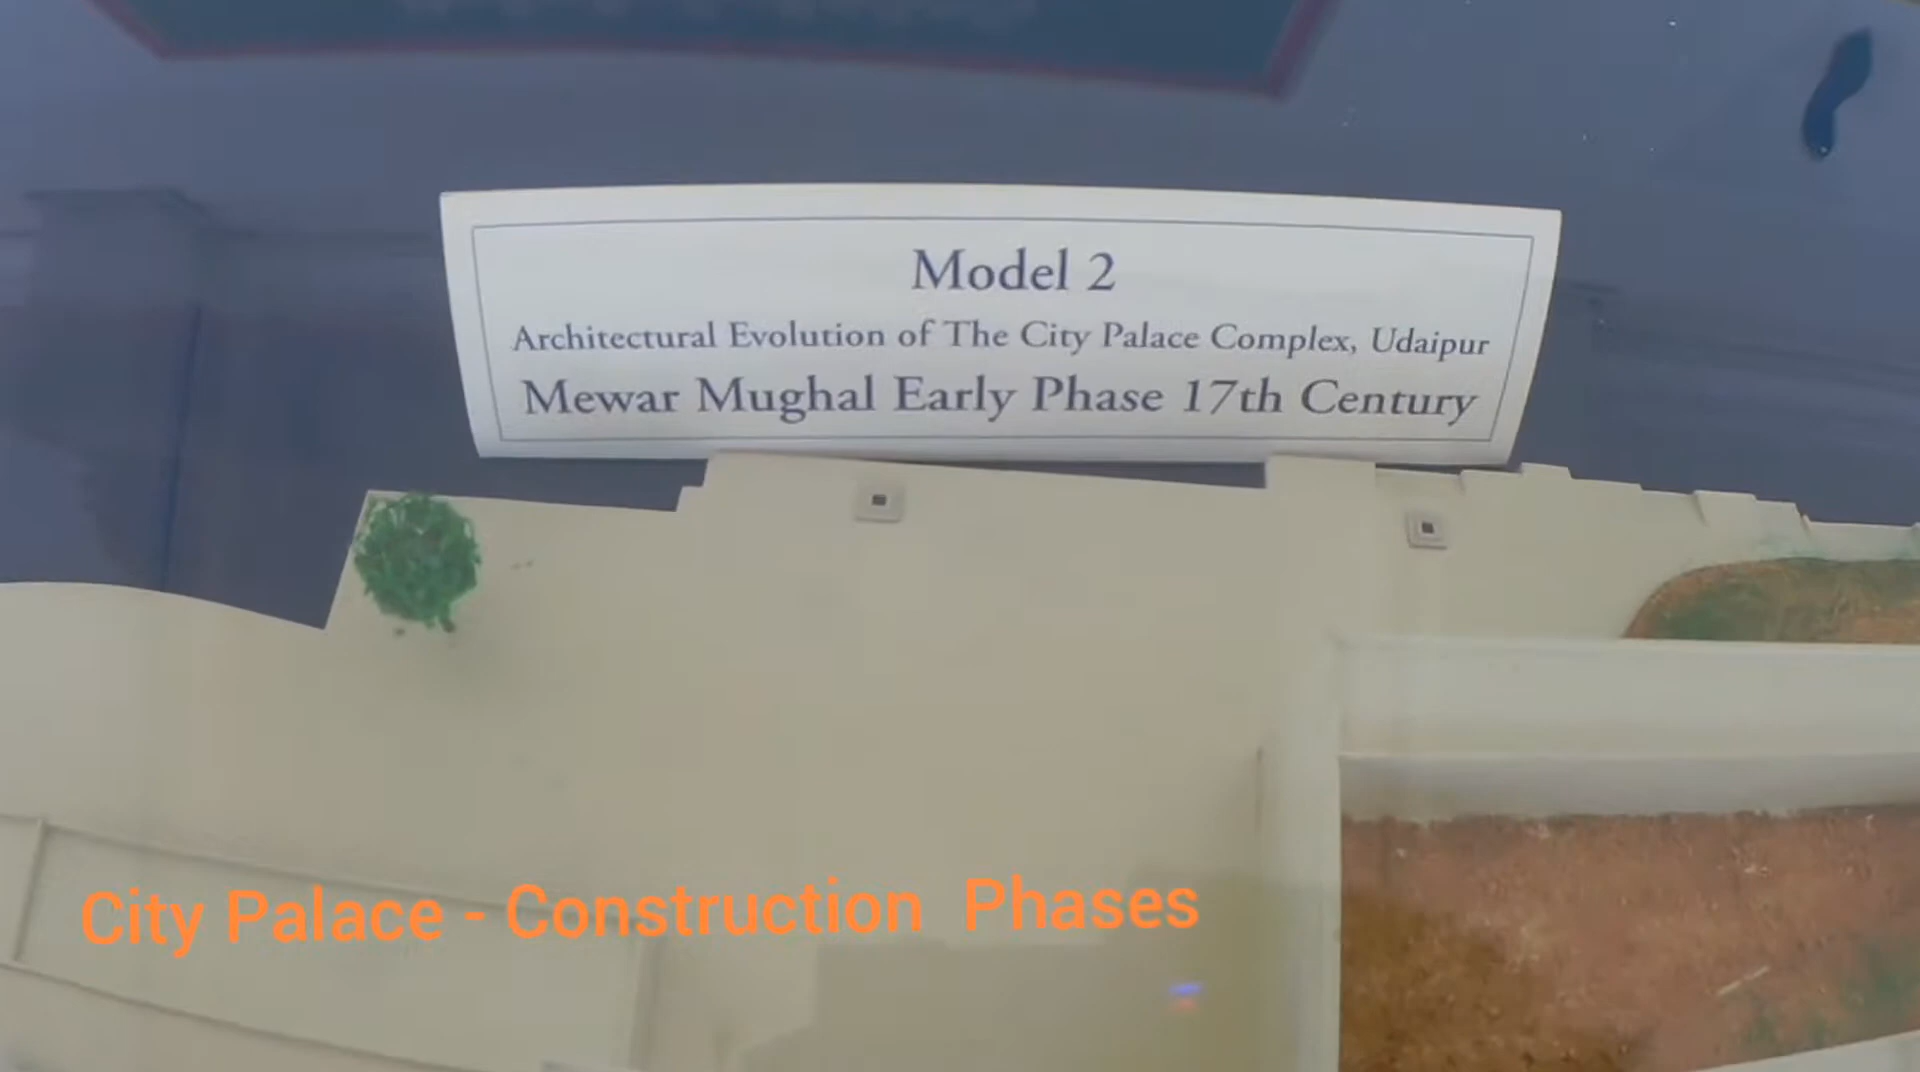 Model 2
Architectural Evolution of The City Palace Complex, Udaipur
Mewar Mughal Early Phase 17th Century
City Palace - Construction Phases